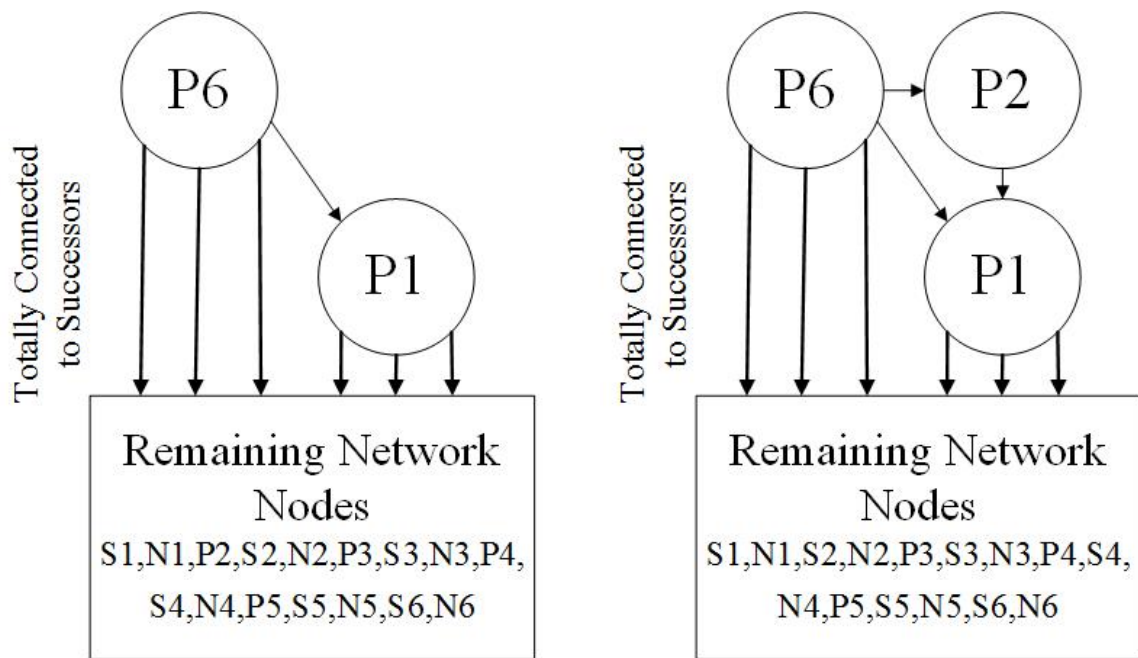 P6
Totally Connected
to Successors
P1
Remaining Network
Nodes
S1,N1,P2,S2,N2,P3,S3,N3,P4,
S4,N4,P5,S5,N5,S6,N6
P6
P2
Totally Connected
to Successors
P1
Remaining Network
Nodes
S1,N1,S2,N2,P3,S3,N3,P4,S4,
N4,P5,S5,N5,S6,N6